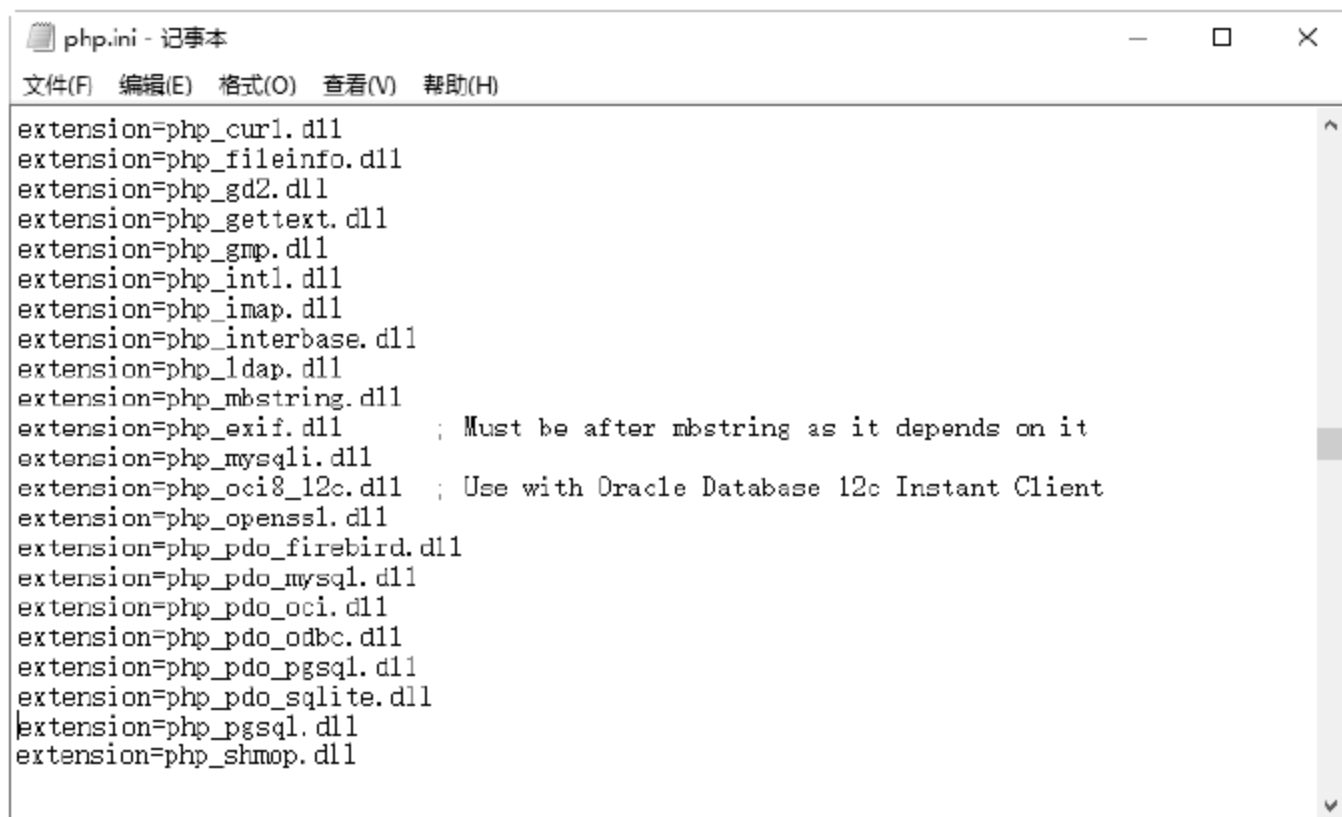 php.ini - 记事本
文件(F) 编辑(E) 格式(O) 查看(V) 帮助(H)
extension=php_curl.dll
extension=php_fileinfo.dll
extension=php_gd2.dll
extension=php_gettext.dll
extension=php_gmp.dll
extension=php_intl.dll
extension=php_imap.dll
extension=php_interbase.dll
extension=php_ldap.dll
extension=php_mbstring.dll
extension=php_exif.dll ; Must be after mbstring as it depends on it
extension=php_mysqli.dll
extension=php_oci8_12c.dll ; Use with Oracle Database 12c Instant Client
extension=php_openssl.dll
extension=php_pdo_firebird.dll
extension=php_pdo_mysql.dll
extension=php_pdo_oci.dll
extension=php_pdo_odbc.dll
extension=php_pdo_pgsql.dll
extension=php_pdo_sqlite.dll
extension=php_pgsql.dll
extension=php_shmop.dll